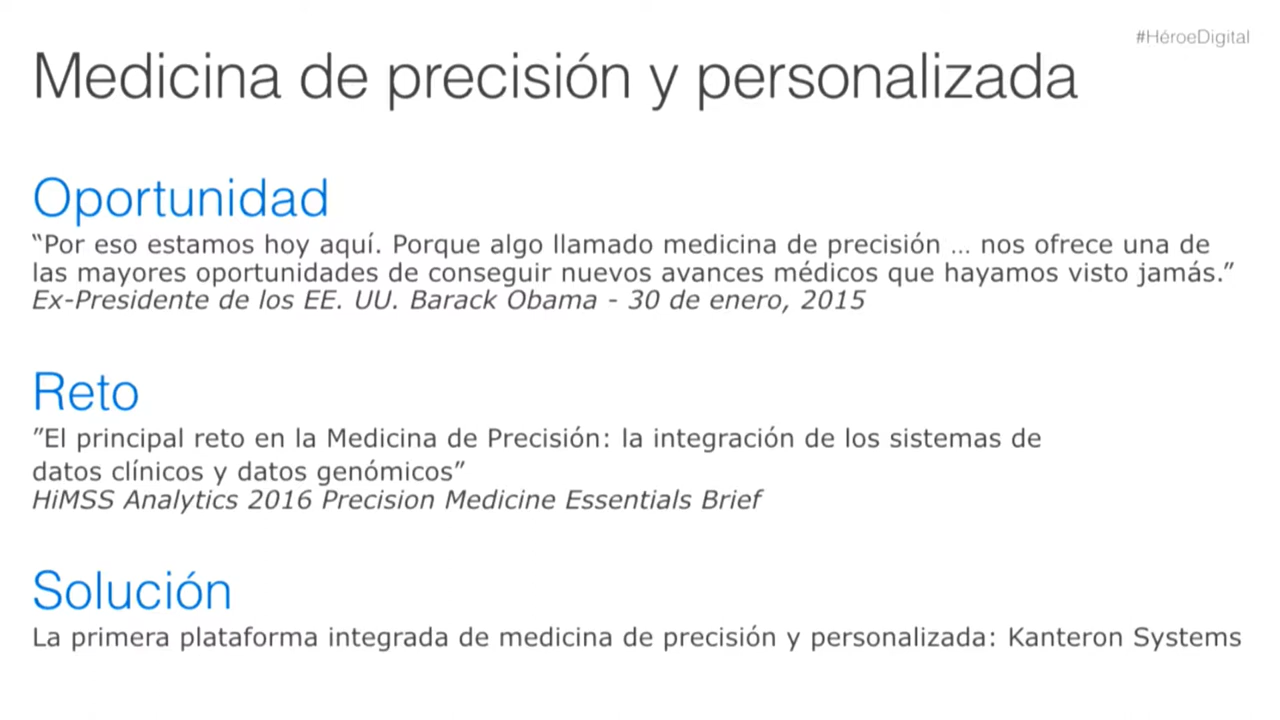 #HéroeDigital
Medicina de precisión y personalizada
Oportunidad
“Por eso estamos hoy aquí. Porque algo llamado medicina de precisión ... nos ofrece una de
las mayores oportunidades de conseguir nuevos avances médicos que hayamos visto jamás.”
Ex-Presidente de los EE. UU. Barack Obama - 30 de enero, 2015
Reto
”El principal reto en la Medicina de Precisión: la integración de los sistemas de
datos clínicos y datos genómicos”
HiMSS Analytics 2016 Precision Medicine Essentials Brief
Solución
La primera plataforma integrada de medicina de precisión y personalizada: Kanteron Systems